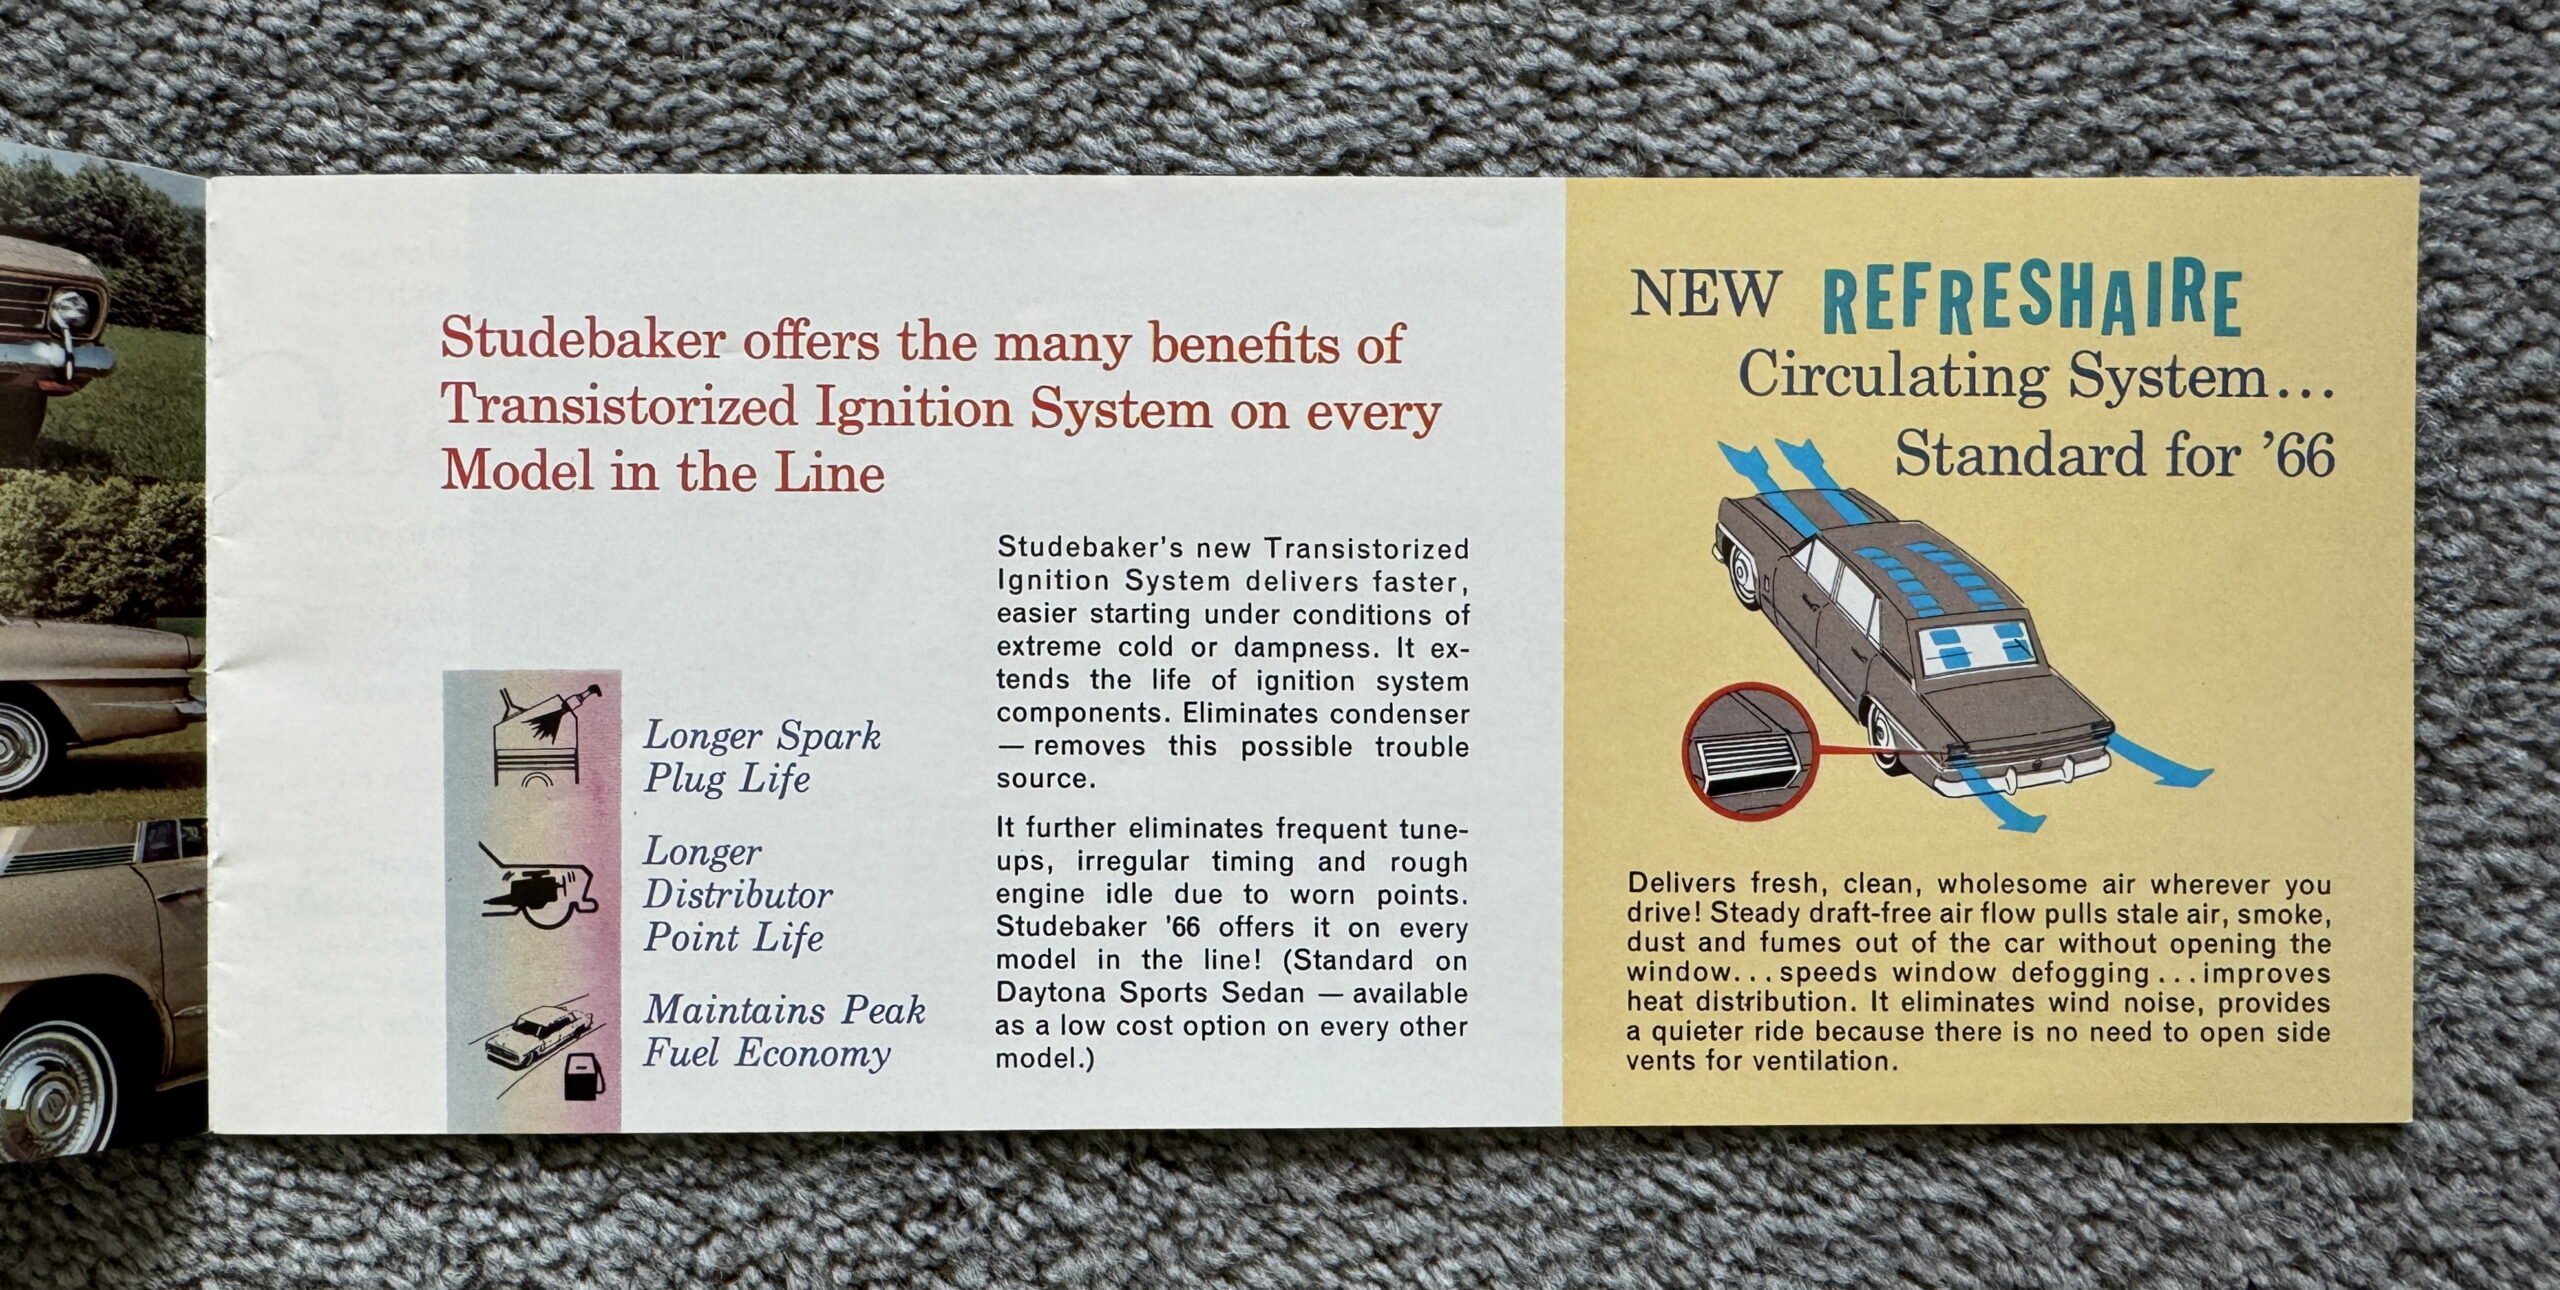 Studebaker offers the many benefits of
Transistorized Ignition System on every
Model in the Line
Longer Spark
Plug Life
Longer
Distributor
Point Life
Maintains Peak
Fuel Economy
Studebaker's new Transistorized
Ignition System delivers faster,
easier starting under conditions of
extreme cold or dampness. It ex-
tends the life of ignition system
components. Eliminates condenser
— removes this possible trouble
source.
It further eliminates frequent tune-
ups, irregular timing and rough
engine idle due to worn points.
Studebaker '66 offers it on every
model in the line! (Standard on
Daytona Sports Sedan — available
as a low cost option on every other
model.)
NEW REFRESHAIRE
Circulating System...
Standard for '66
Delivers fresh, clean, wholesome air wherever you
drive! Steady draft-free air flow pulls stale air, smoke,
dust and fumes out of the car without opening the
window...speeds window defogging...improves
heat distribution. It eliminates wind noise, provides
a quieter ride because there is no need to open side
vents for ventilation.